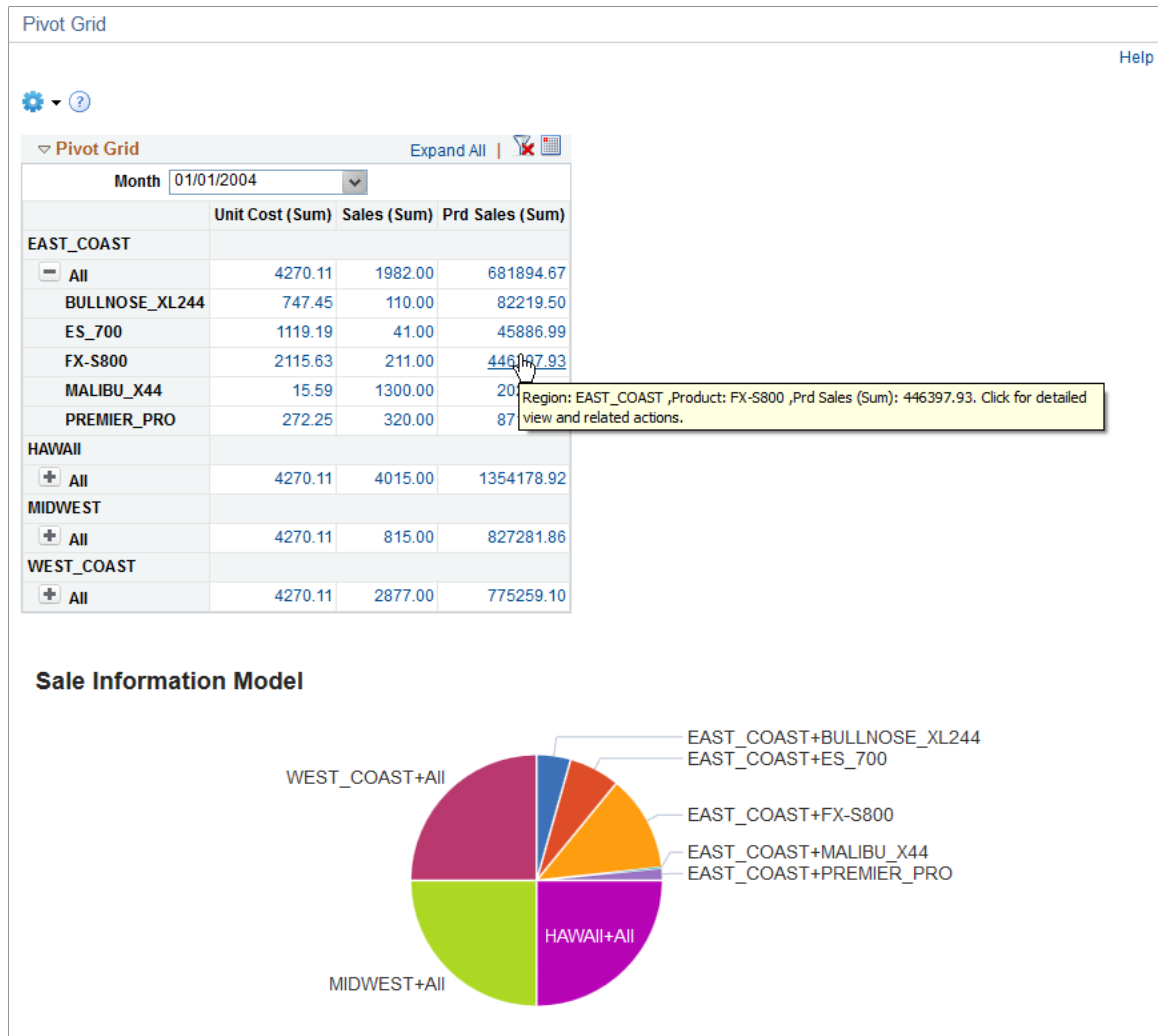 Pivot Grid
Help
Pivot Grid Expand All |
Month 01/01/2004
Unit Cost (Sum) Sales (Sum) Prd Sales (Sum)
EAST_COAST
All 4270.11 1982.00 681894.67
BULLNOSE_XL244 747.45 110.00 82219.50
ES_700 1119.19 41.00 45886.99
FX-S800 2115.63 211.00
MALIBU_X44 15.59 1300.00
PREMIER_PRO 272.25 320.00
Region: EAST_COAST ,Product: FX-S800 ,Prd Sales (Sum): 446397.93. Click for detailed
view and related actions.
HAWAII
All 4270.11 4015.00 1354178.92
MIDWEST
All 4270.11 815.00 827281.86
WEST_COAST
All 4270.11 2877.00 775259.10
Sale Information Model
EAST_COAST+BULLNOSE_XL244
EAST_COAST+ES_700
WEST_COAST+All
EAST_COAST+FX-S800
EAST_COAST+MALIBU_X44
EAST_COAST+PREMIER_PRO
HAWAII+All
MIDWEST+All